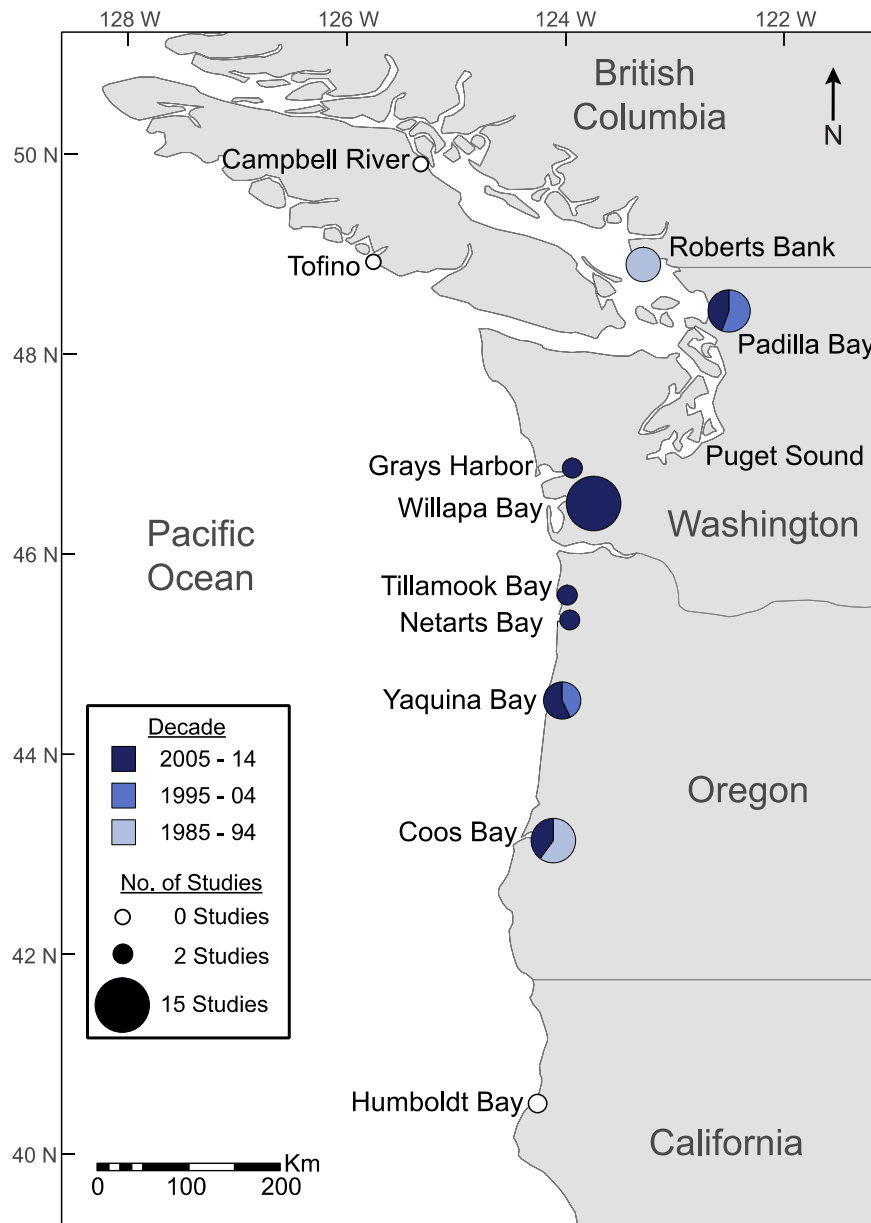 128 W
126 W
124 W
122 W
British
Columbia
N
50 N
Campbell River
Roberts Bank
Tofino
Padilla Bay
48 N
Puget Sound
Grays Harbor
Willapa Bay
Washington
Pacific
Ocean
46 N
Tillamook Bay
Netarts Bay
Yaquina Bay
Decade
2005 - 14
1995 - 04
1985 - 94
No. of Studies
0 Studies
2 Studies
15 Studies
44 N
Oregon
Coos Bay
42 N
Humboldt Bay
California
40 N
Km
0 100 200